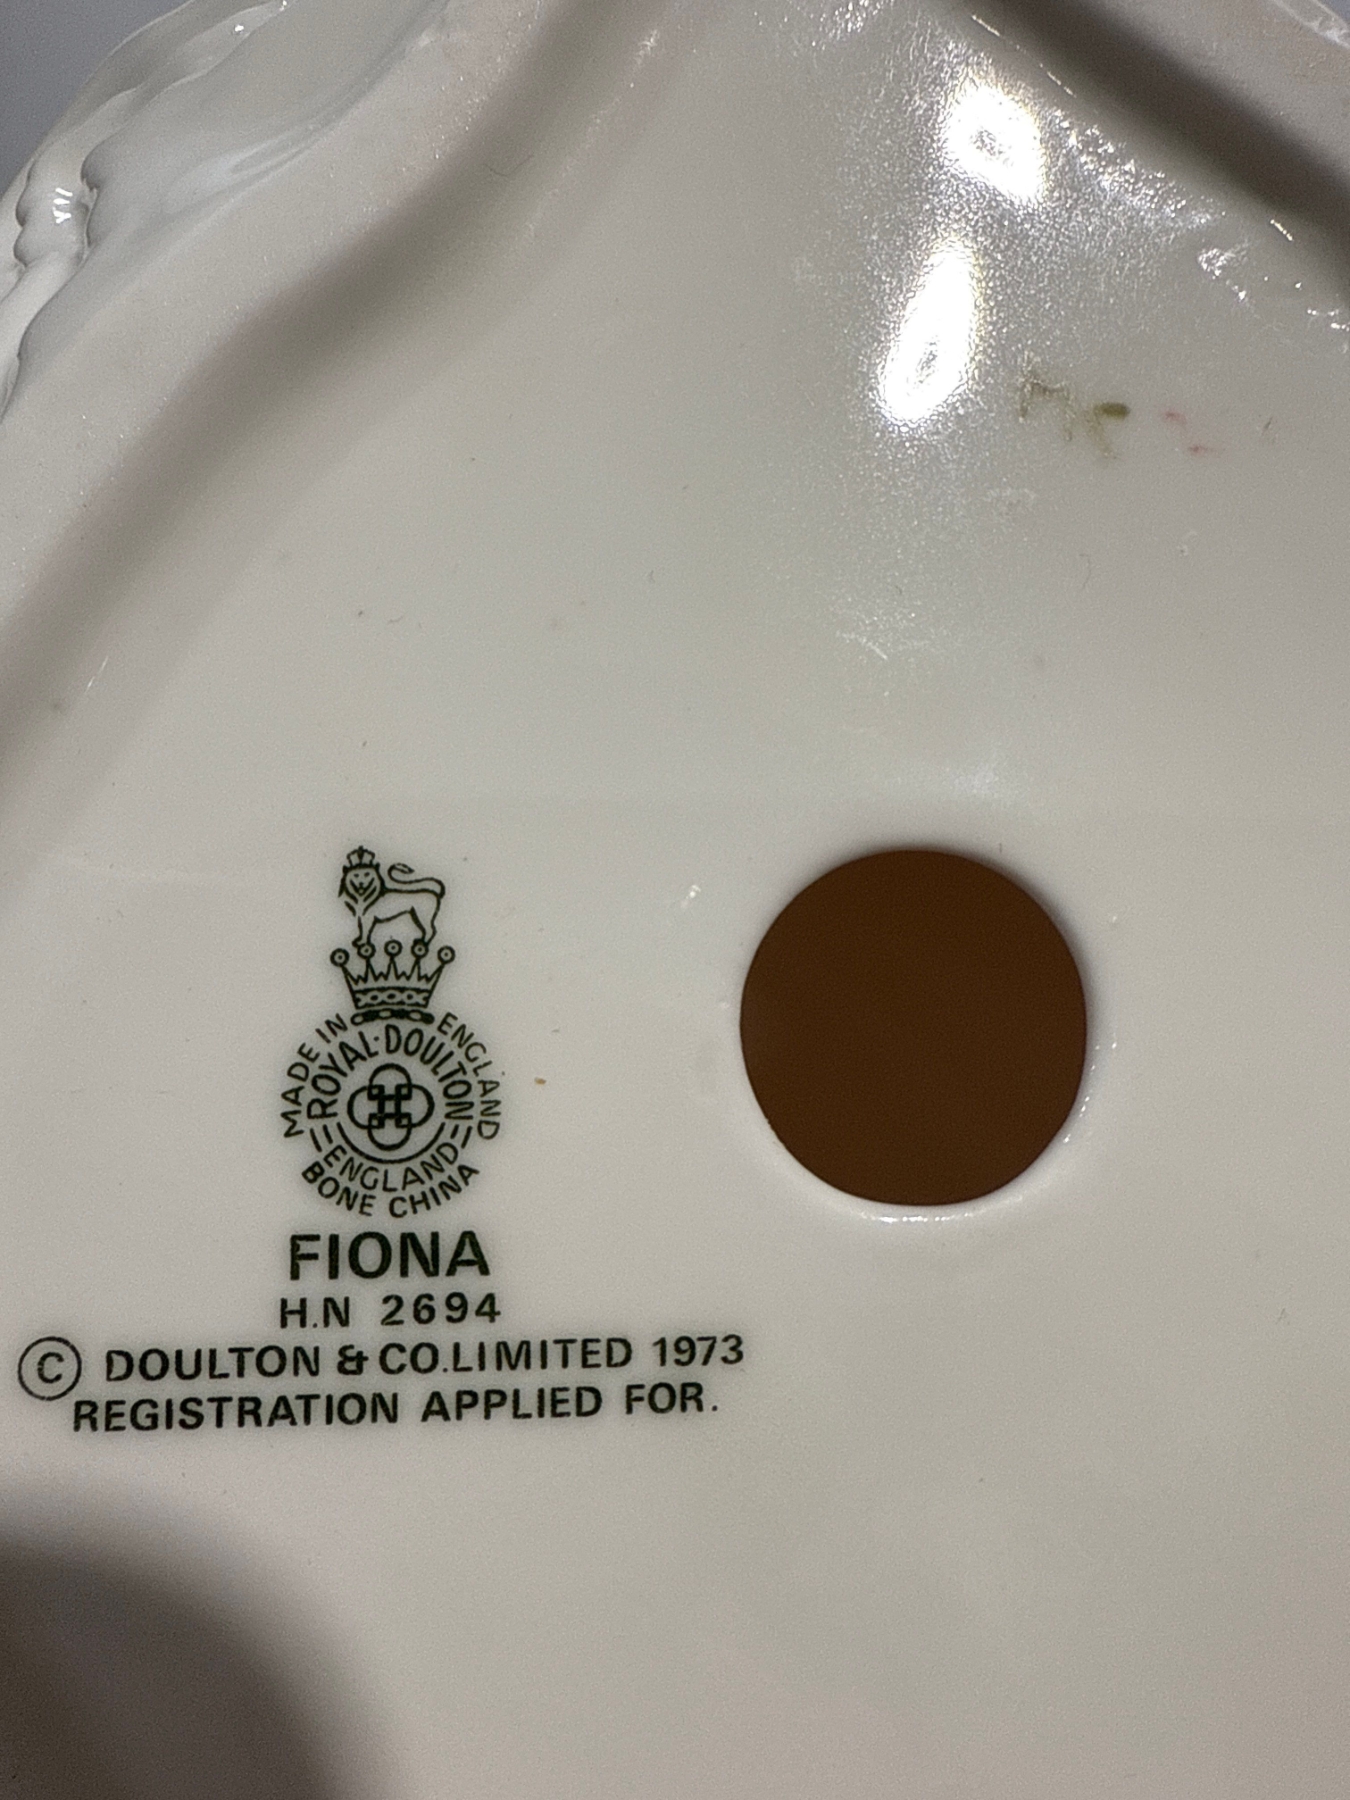 MADE IN ENGLAND
ROYAL·DOULTON
ENGLAND
BONE CHINA
FIONA
H.N 2694
© DOULTON & CO.LIMITED 1973
REGISTRATION APPLIED FOR.